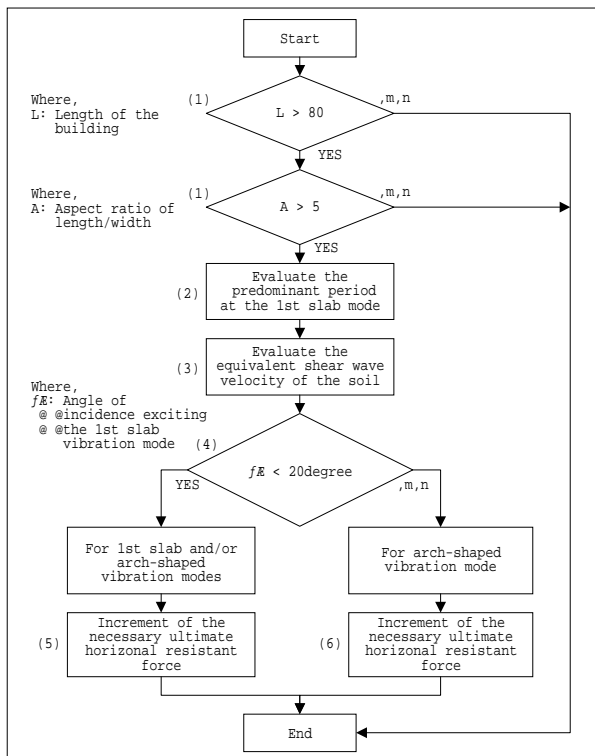 Start
Where,
L: Length of the
building
(1)
L > 80
,m,n
YES
Where,
A: Aspect ratio of
length/width
(1)
A > 5
,m,n
YES
(2)
Evaluate the
predominant period
at the 1st slab mode
(3)
Evaluate the
equivalent shear wave
velocity of the soil
Where,
ƒÆ: Angle of
@ @incidence exciting
@ @the 1st slab
vibration mode
(4)
ƒÆ < 20degree
YES
,m,n
For 1st slab and/or
arch-shaped
vibration modes
For arch-shaped
vibration mode
(5)
Increment of the
necessary ultimate
horizonal resistant
force
(6)
Increment of the
necessary ultimate
horizonal resistant
force
End